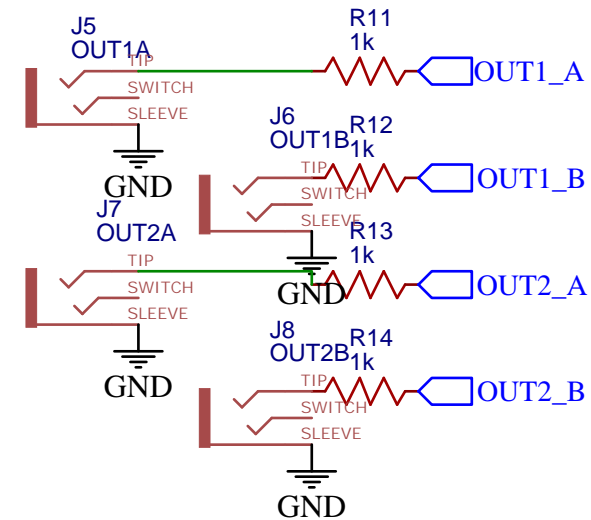 J5
OUT1A
TIP
SWITCH
SLEEVE
GND
R11
1k
OUT1_A
J6
OUT1B
TIP
SWITCH
SLEEVE
GND
R12
1k
OUT1_B
J7
OUT2A
TIP
SWITCH
SLEEVE
GND
R13
1k
OUT2_A
J8
OUT2B
TIP
SWITCH
SLEEVE
GND
R14
1k
OUT2_B